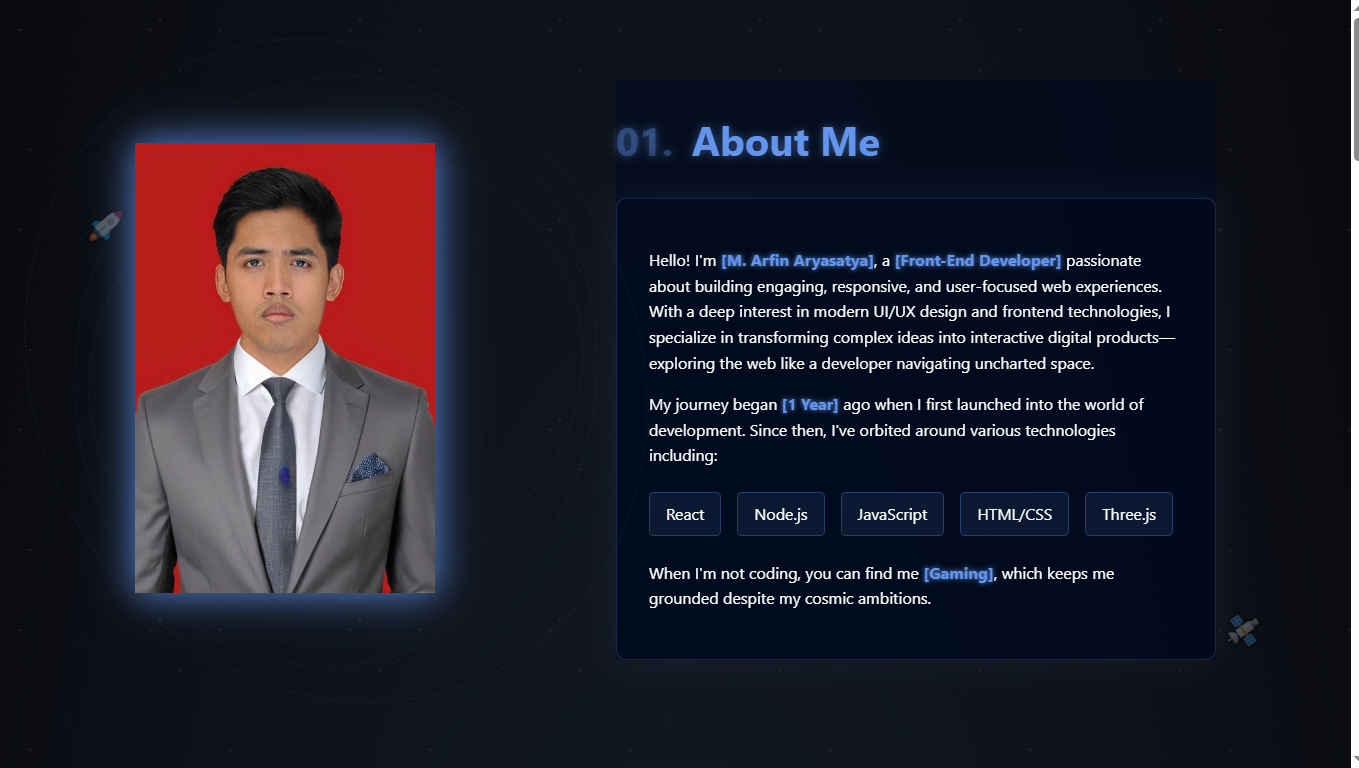 01. About Me
Hello! I'm [M. Arfin Aryasatya], a [Front-End Developer] passionate
about building engaging, responsive, and user-focused web experiences.
With a deep interest in modern UI/UX design and frontend technologies, I
specialize in transforming complex ideas into interactive digital products—
exploring the web like a developer navigating uncharted space.
My journey began [1 Year] ago when I first launched into the world of
development. Since then, I've orbited around various technologies
including:
React Node.js JavaScript HTML/CSS Three.js
When I'm not coding, you can find me [Gaming], which keeps me
grounded despite my cosmic ambitions.